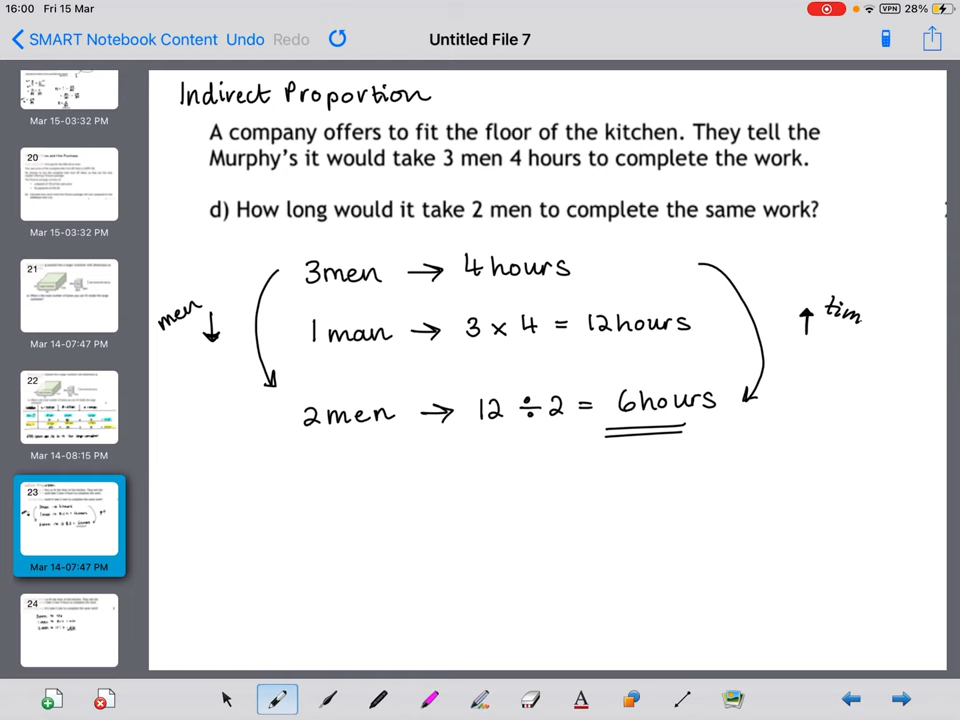 16:00 Fri 15 Mar
VPN 28%
SMART Notebook Content Undo Redo
Untitled File 7
Mar 15-03:32 PM
20
Mar 15-03:32 PM
21
Mar 14-07:47 PM
22
Mar 14-08:15 PM
23
Mar 14-07:47 PM
24
Indirect Proportion
A company offers to fit the floor of the kitchen. They tell the
Murphy's it would take 3 men 4 hours to complete the work.
d) How long would it take 2 men to complete the same work?
3men → 4hours
men ↓
↑ tim
1 man → 3 × 4 = 12hours
2men → 12 ÷ 2 = 6hours
A